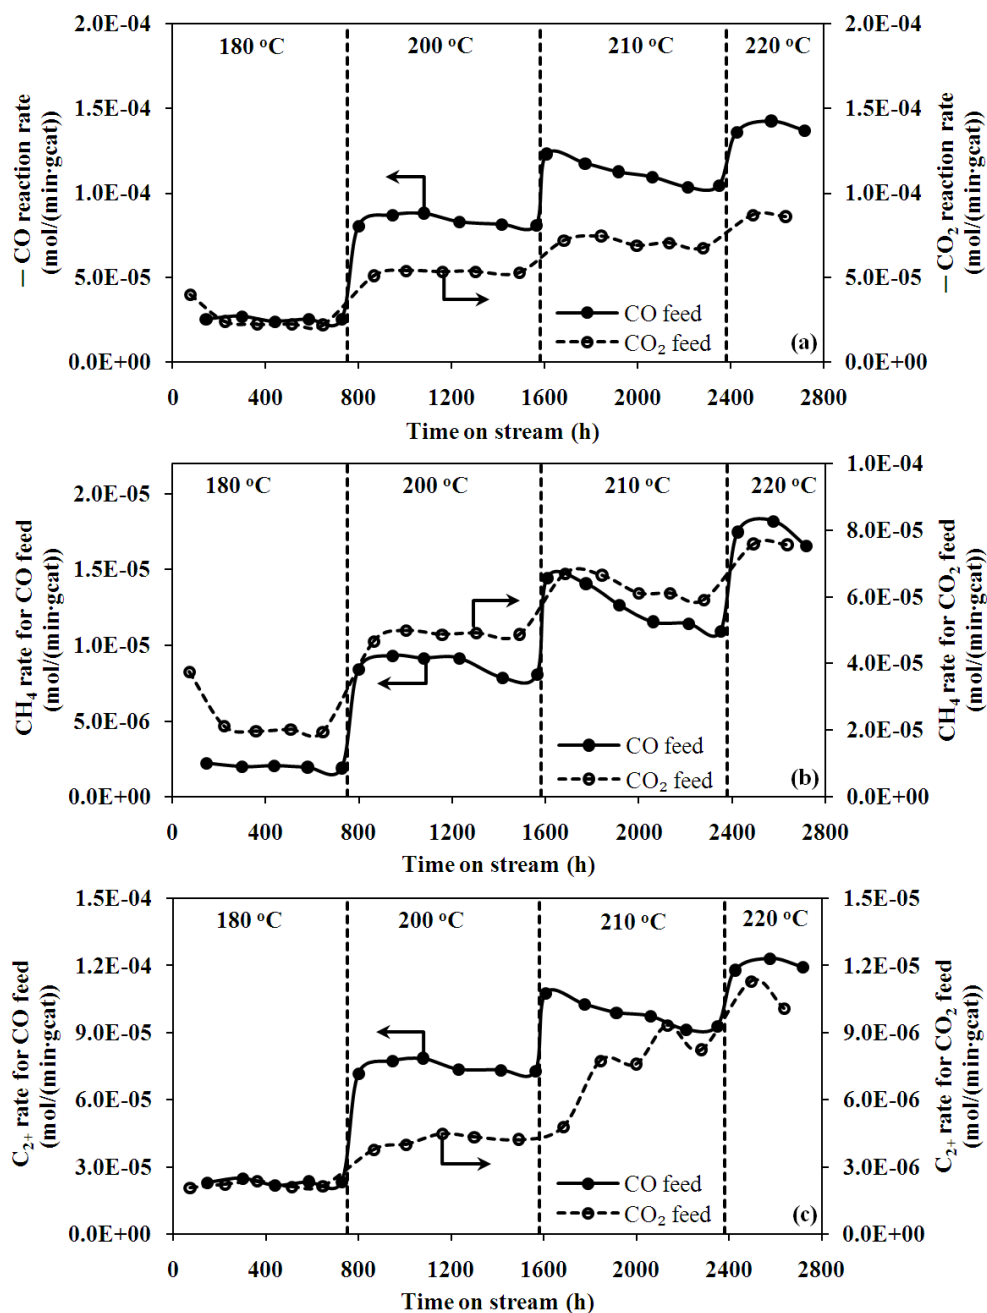 2.0E-04 2.0E-04
180 °C 200 °C 210 °C 220 °C
1.5E-04 1.5E-04
1.0E-04 1.0E-04
5.0E-05 5.0E-05
0.0E+00 0.0E+00
— CO reaction rate
(mol/(min·gcat))
— CO₂ reaction rate
(mol/(min·gcat))
CO feed
CO₂ feed
(a)
0 400 800 1200 1600 2000 2400 2800
Time on stream (h)
1.0E-04
180 °C 200 °C 210 °C 220 °C
2.0E-05 8.0E-05
1.5E-05 6.0E-05
1.0E-05 4.0E-05
5.0E-06 2.0E-05
0.0E+00 0.0E+00
CH₄ rate for CO feed
(mol/(min·gcat))
CH₄ rate for CO₂ feed
(mol/(min·gcat))
CO feed
CO₂ feed
(b)
0 400 800 1200 1600 2000 2400 2800
Time on stream (h)
1.5E-04 1.5E-05
180 °C 200 °C 210 °C 220 °C
1.2E-04 1.2E-05
9.0E-05 9.0E-06
6.0E-05 6.0E-06
3.0E-05 3.0E-06
0.0E+00 0.0E+00
C₂₊ rate for CO feed
(mol/(min·gcat))
C₂₊ rate for CO₂ feed
(mol/(min·gcat))
CO feed
CO₂ feed
(c)
0 400 800 1200 1600 2000 2400 2800
Time on stream (h)